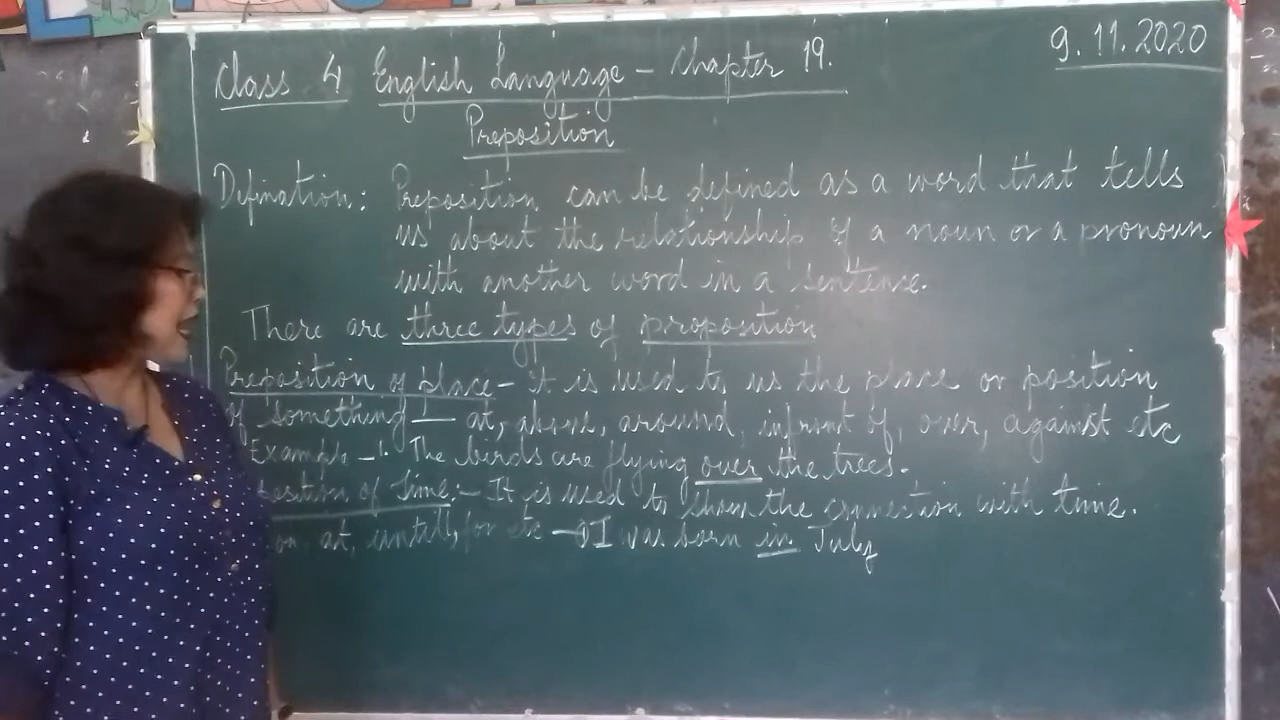 9.11.2020
Class 4 English Language - Chapter 19.
Preposition
Defination: Preposition can be defined as a word that tells
us about the relationship of a noun or a pronoun
with another word in a sentence.
There are three types of proposition
Preposition of place - it is used to us the place or position
of something - at, above, around, infront of, over, against etc
Example - 1. The birds are flying over the trees.
position of Time:- It is used to show the connection with time.
on, at, untill, for etc - I was born in July